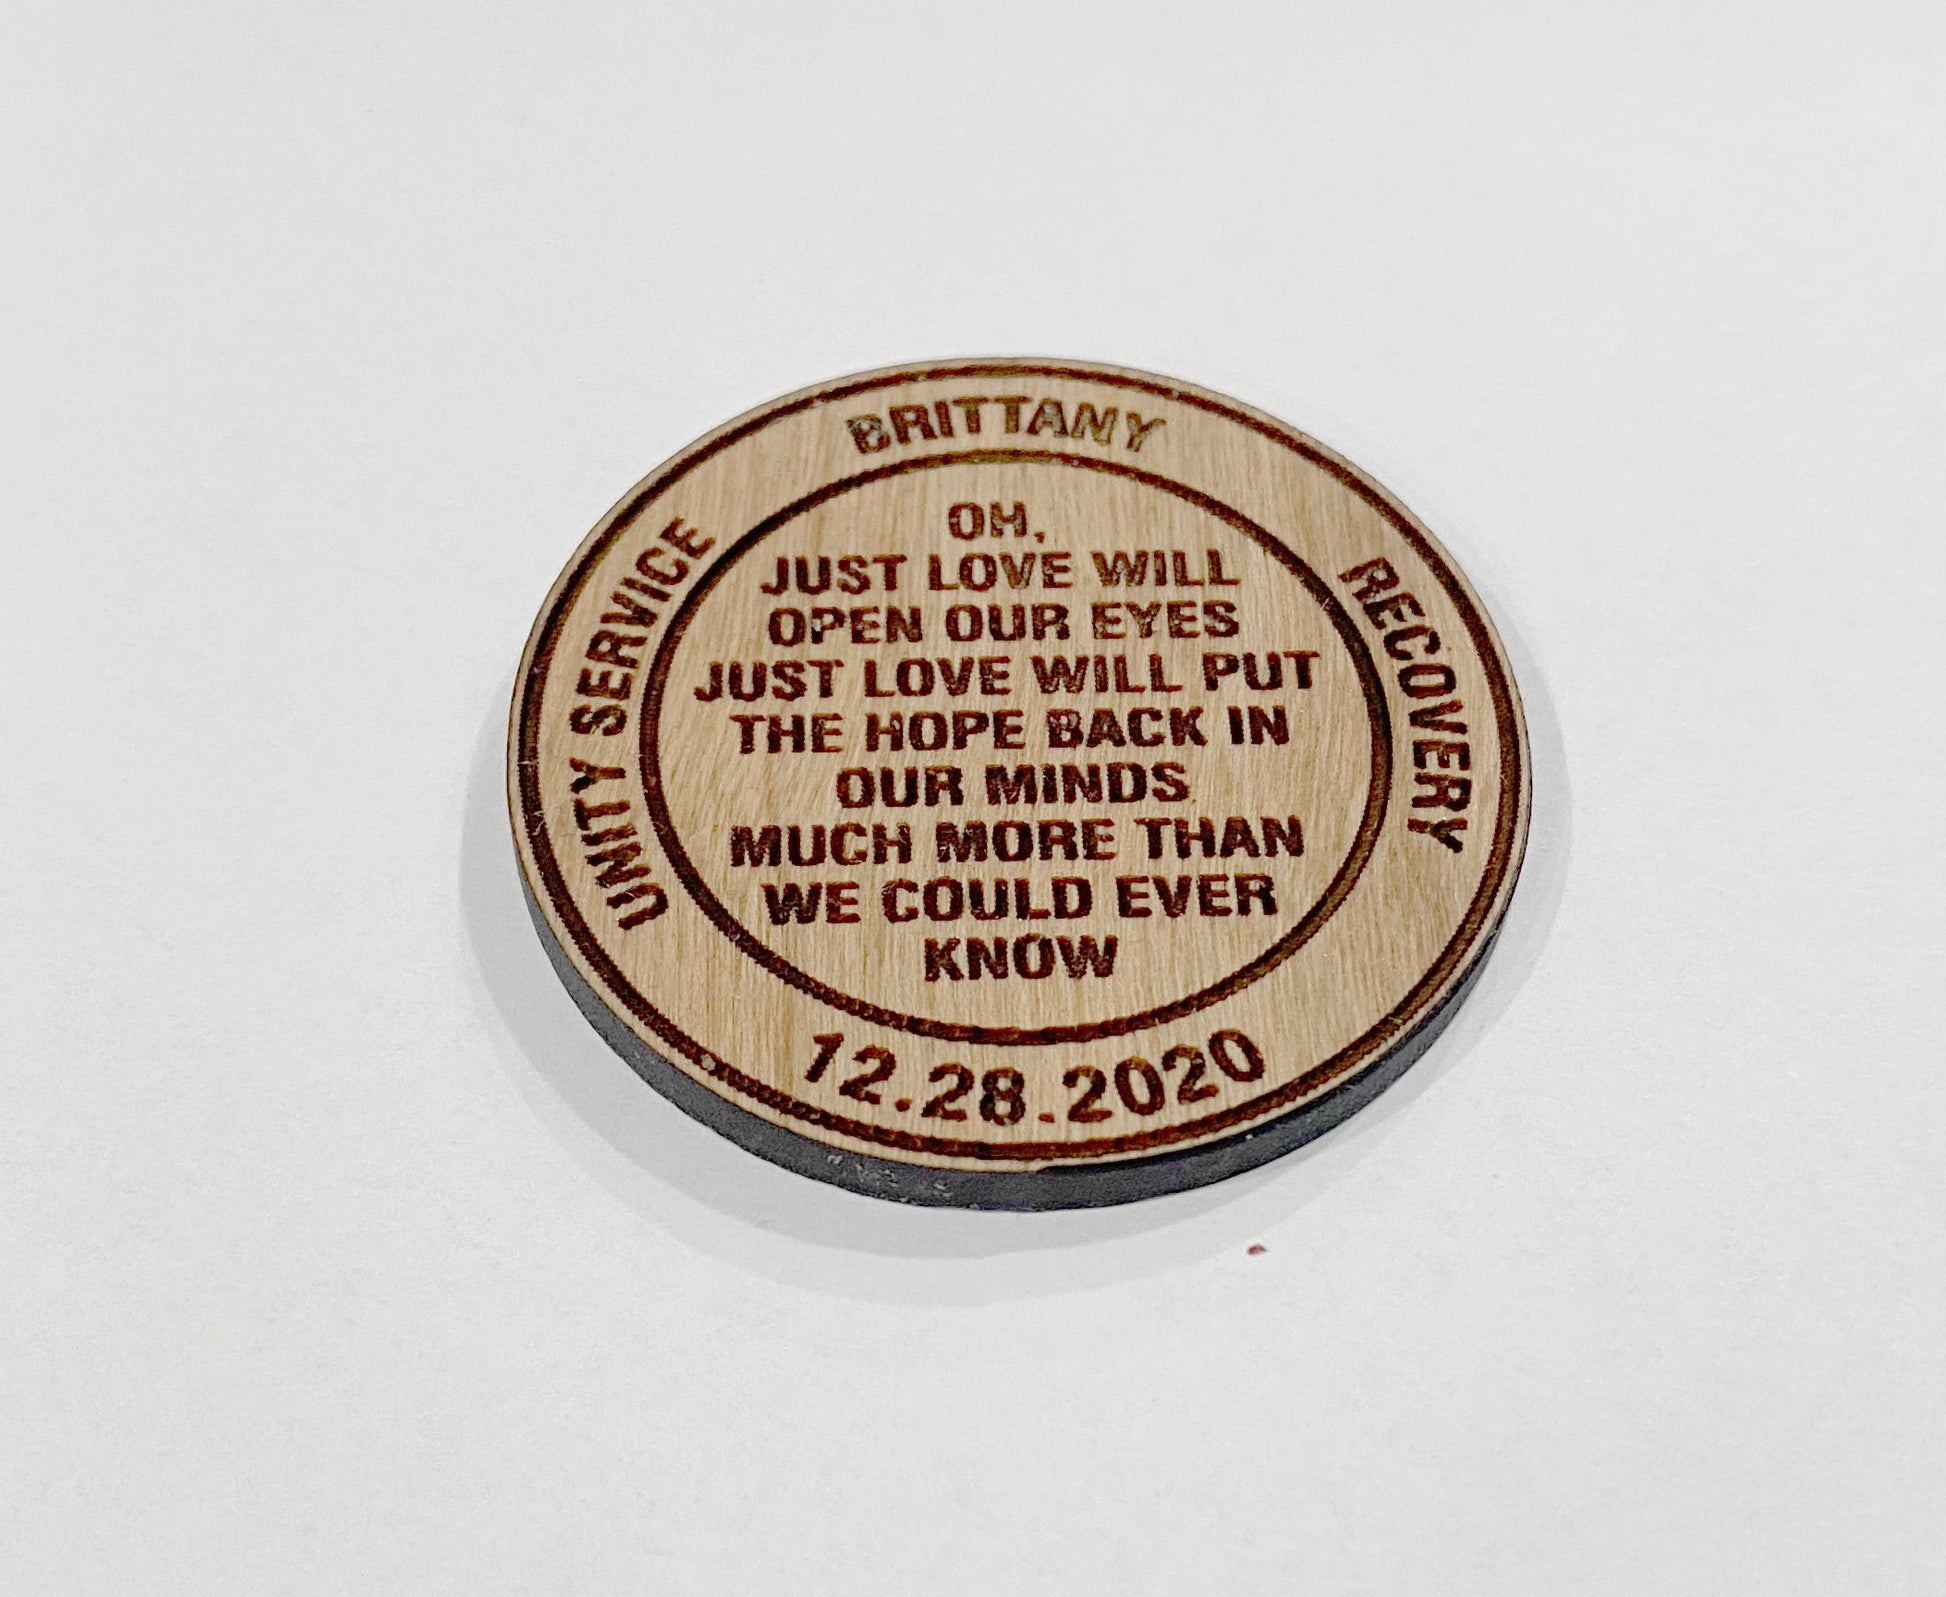 BRITTANY
UNITY SERVICE
RECOVERY
OH,
JUST LOVE WILL
OPEN OUR EYES
JUST LOVE WILL PUT
THE HOPE BACK IN
OUR MINDS
MUCH MORE THAN
WE COULD EVER
KNOW
12.28.2020